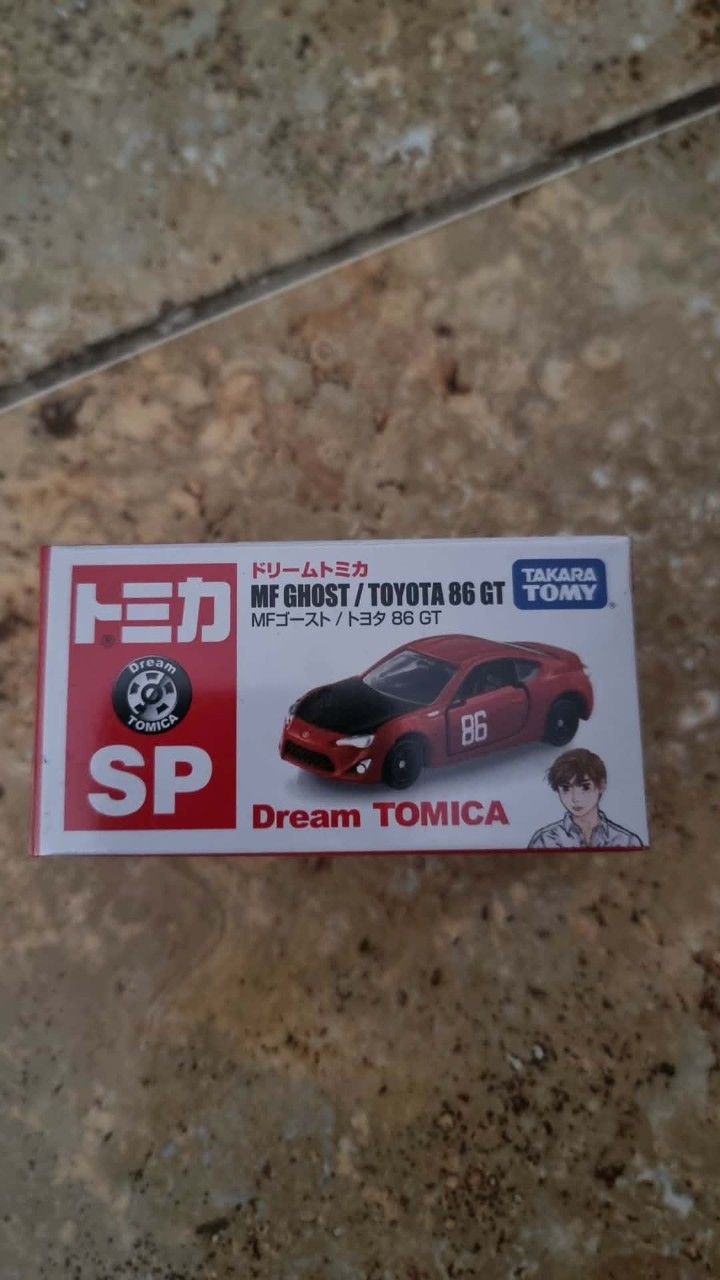 トミカ®
Dream
TOMICA
SP
ドリームトミカ
MF GHOST / TOYOTA 86 GT
MFゴースト / トヨタ 86 GT
TAKARA
TOMY®
86
Dream TOMICA